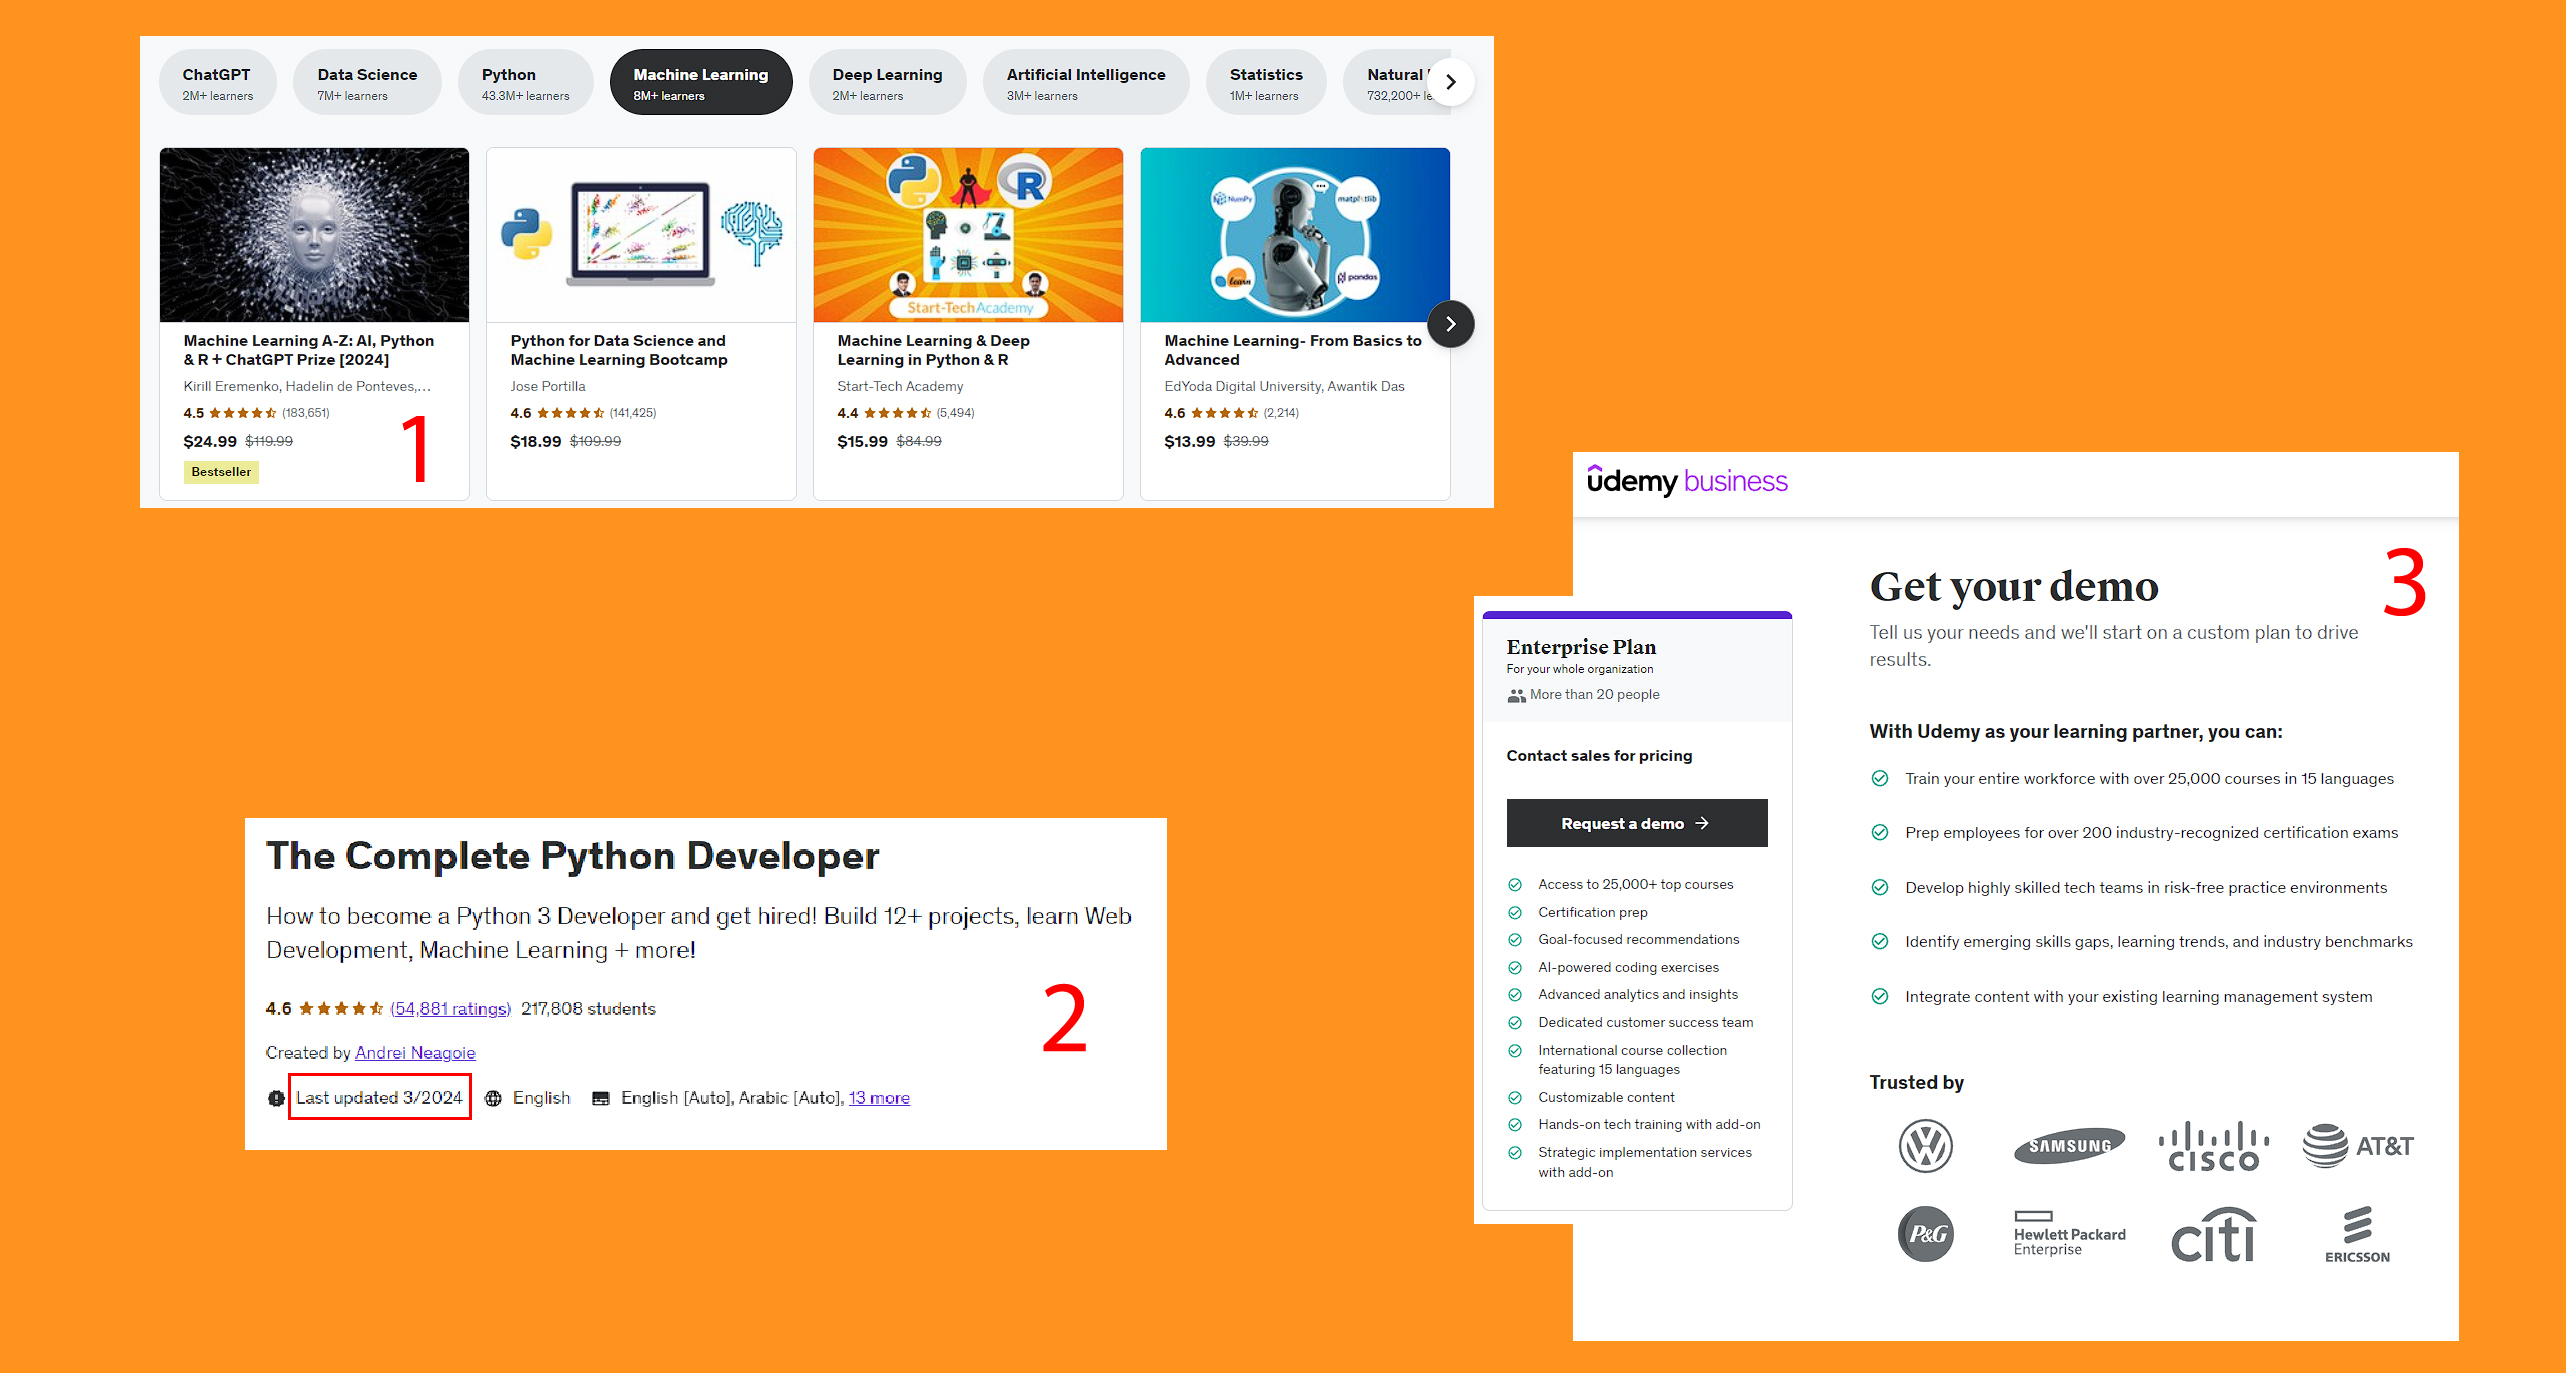 ChatGPT
2M+ learners
Data Science
7M+ learners
Python
43.3M+ learners
Machine Learning
8M+ learners
Deep Learning
2M+ learners
Artificial Intelligence
3M+ learners
Statistics
1M+ learners
Natural
732,200+
NumPy
matplotlib
learn
pandas
Start-Tech Academy
Machine Learning A-Z: AI, Python
& R + ChatGPT Prize [2024]
Kirill Eremenko, Hadelin de Ponteves,...
4.5 (183,651)
$24.99 $119.99
Bestseller
1
Python for Data Science and
Machine Learning Bootcamp
Jose Portilla
4.6 (141,425)
$18.99 $109.99
Machine Learning & Deep
Learning in Python & R
Start-Tech Academy
4.4 (5,494)
$15.99 $84.99
Machine Learning- From Basics to
Advanced
EdYoda Digital University, Awantik Das
4.6 (2,214)
$13.99 $39.99
The Complete Python Developer
How to become a Python 3 Developer and get hired! Build 12+ projects, learn Web
Development, Machine Learning + more!
4.6 (54,881 ratings) 217,808 students
2
Created by Andrei Neagoie
Last updated 3/2024 English English [Auto], Arabic [Auto], 13 more
udemy business
3
Enterprise Plan
For your whole organization
More than 20 people
Contact sales for pricing
Request a demo →
Access to 25,000+ top courses
Certification prep
Goal-focused recommendations
AI-powered coding exercises
Advanced analytics and insights
Dedicated customer success team
International course collection
featuring 15 languages
Customizable content
Hands-on tech training with add-on
Strategic implementation services
with add-on
Get your demo
Tell us your needs and we'll start on a custom plan to drive
results.
With Udemy as your learning partner, you can:
Train your entire workforce with over 25,000 courses in 15 languages
Prep employees for over 200 industry-recognized certification exams
Develop highly skilled tech teams in risk-free practice environments
Identify emerging skills gaps, learning trends, and industry benchmarks
Integrate content with your existing learning management system
Trusted by
SAMSUNG
CISCO
AT&T
P&G
Hewlett Packard
Enterprise
citi
ERICSSON